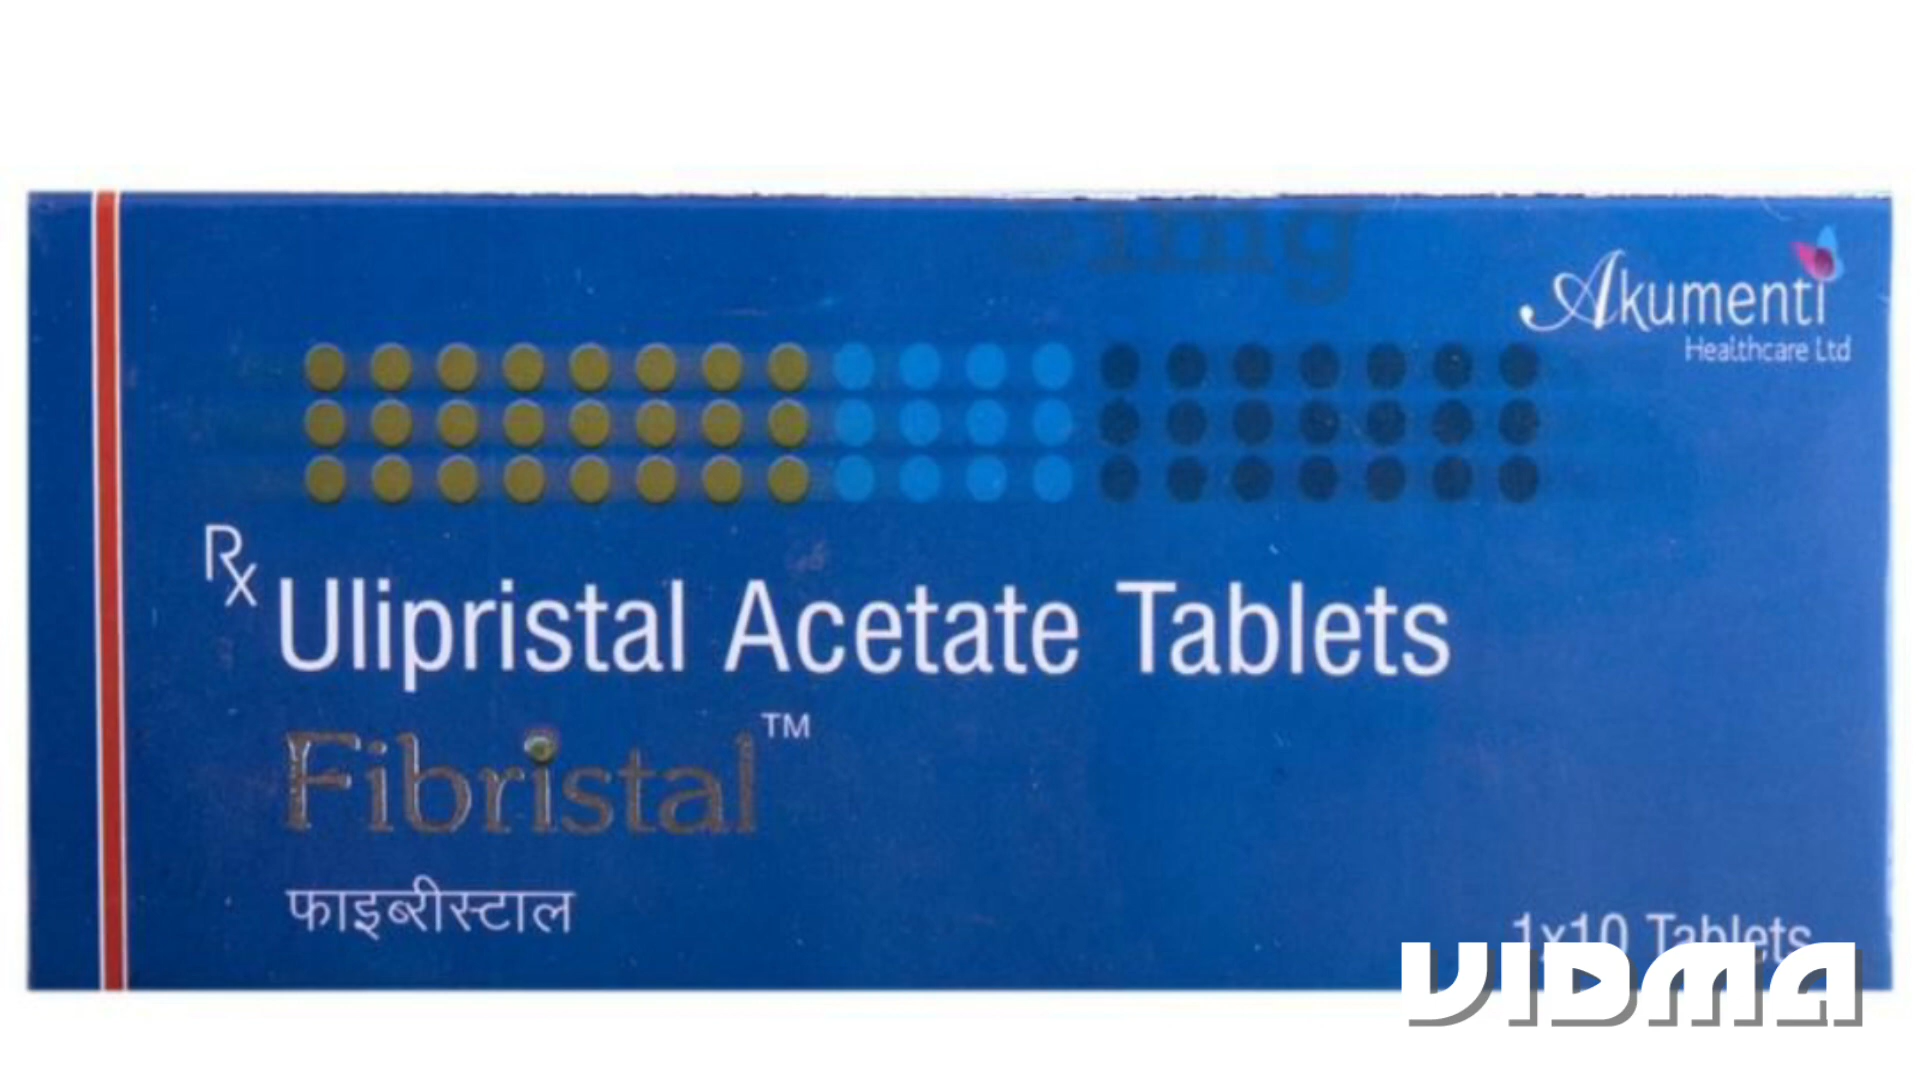 Akumenti
Healthcare Ltd
Rx Ulipristal Acetate Tablets
Fibristal™
फाइब्रीस्टाल
1x10 Tablets
VIDMA